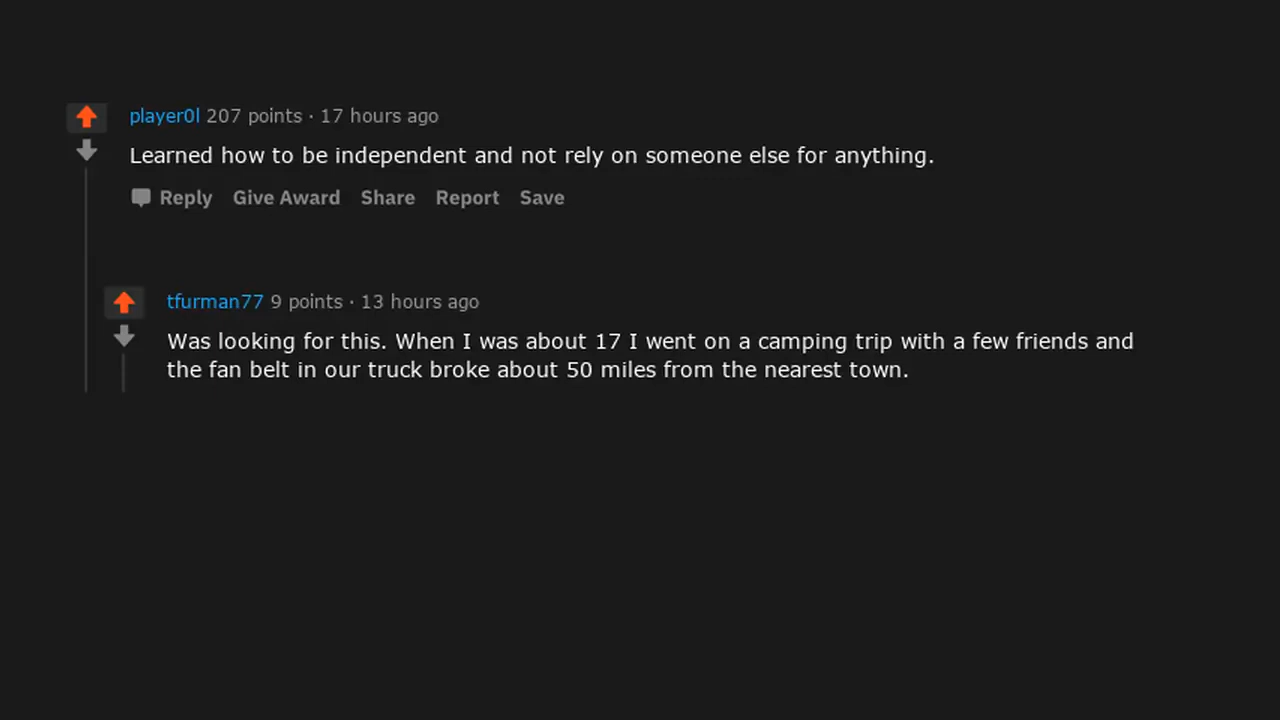 player0l 207 points · 17 hours ago
Learned how to be independent and not rely on someone else for anything.
Reply Give Award Share Report Save
tfurman77 9 points · 13 hours ago
Was looking for this. When I was about 17 I went on a camping trip with a few friends and
the fan belt in our truck broke about 50 miles from the nearest town.